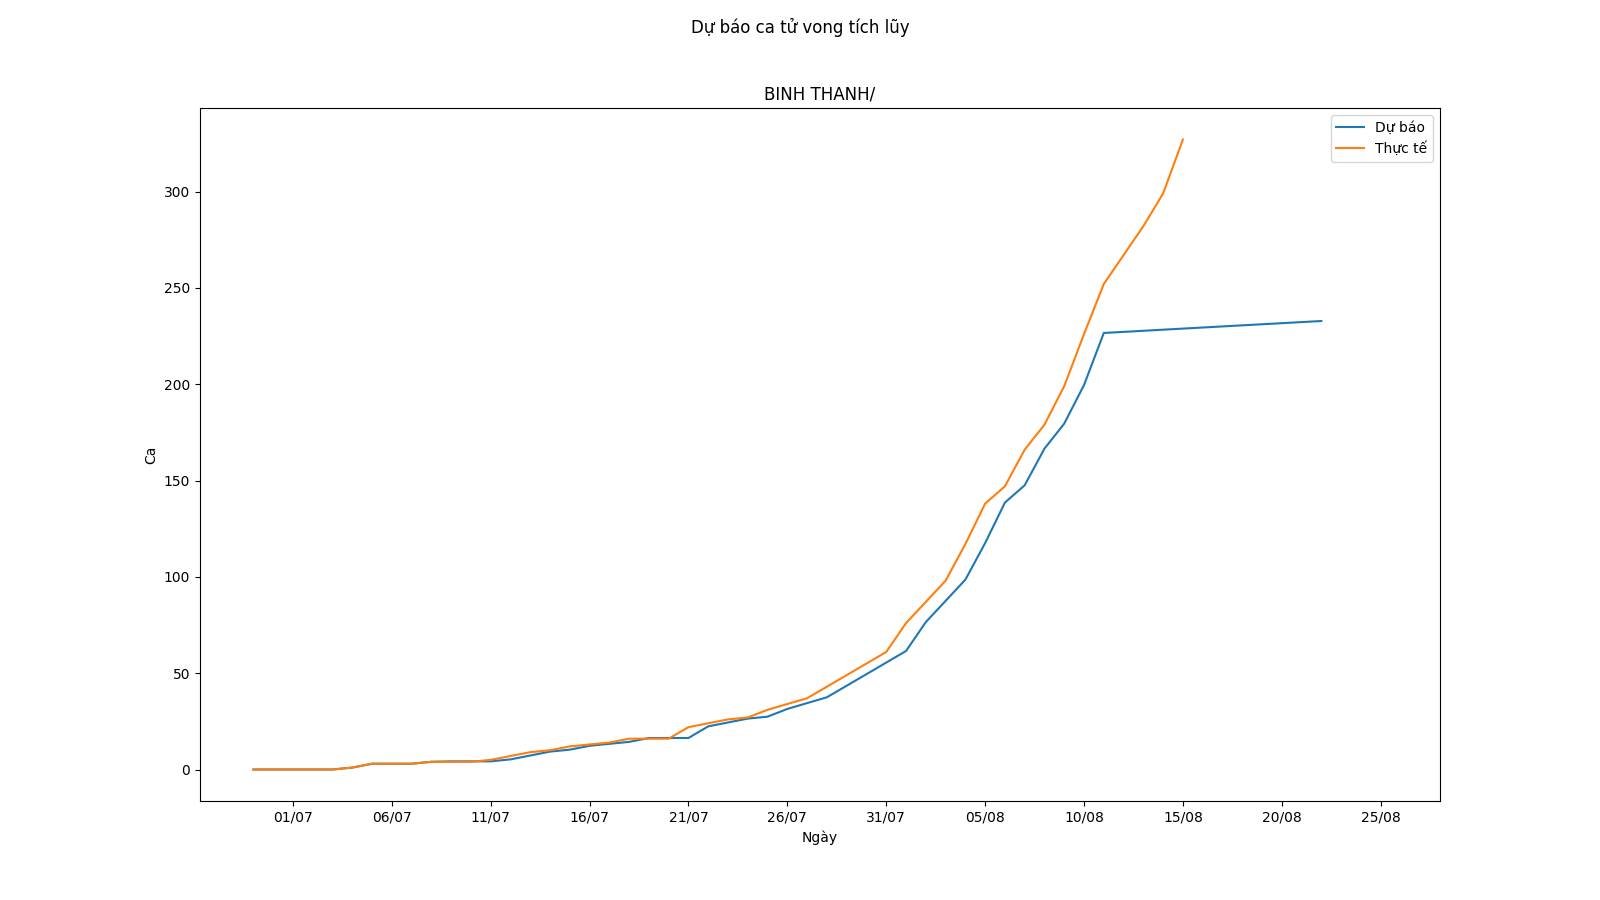 Dự báo ca tử vong tích lũy
BINH THANH/
Dự báo
Thực tế
300
250
200
150
100
50
0
Ca
01/07 06/07 11/07 16/07 21/07 26/07 31/07 05/08 10/08 15/08 20/08 25/08
Ngày